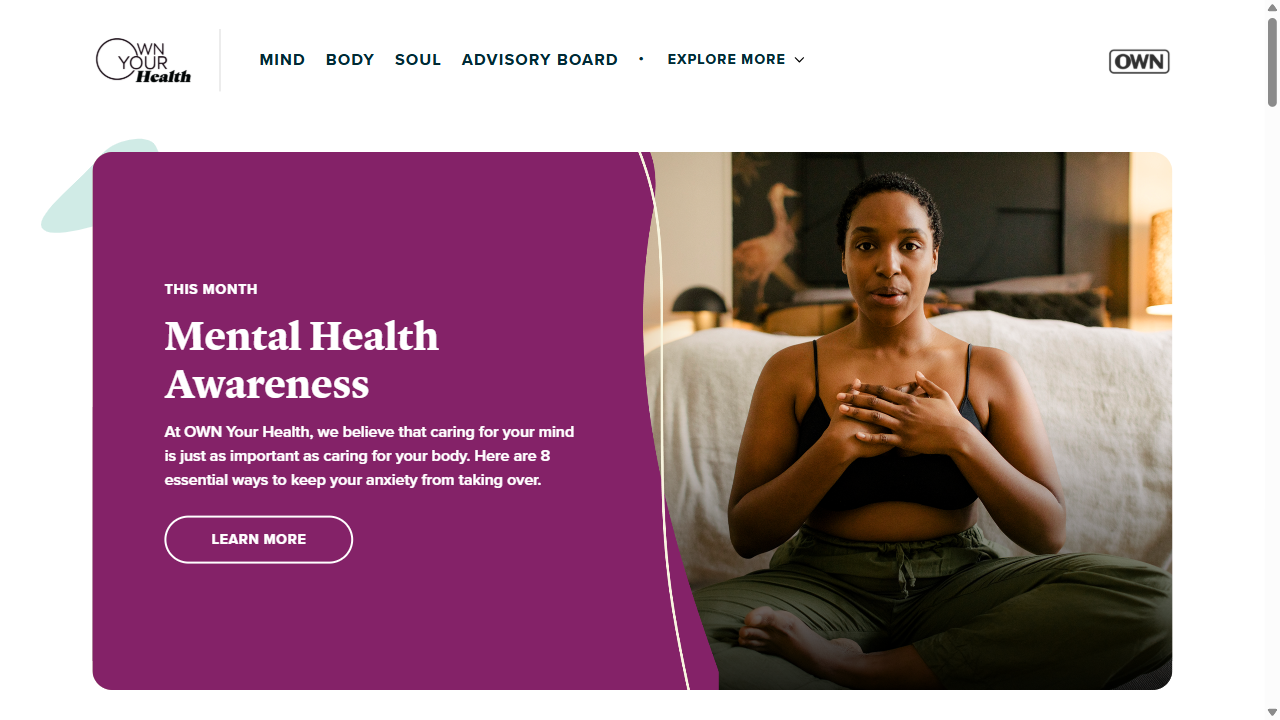 OWN
YOUR
Health
MIND BODY SOUL ADVISORY BOARD • EXPLORE MORE
OWN
THIS MONTH
Mental Health
Awareness
At OWN Your Health, we believe that caring for your mind
is just as important as caring for your body. Here are 8
essential ways to keep your anxiety from taking over.
LEARN MORE